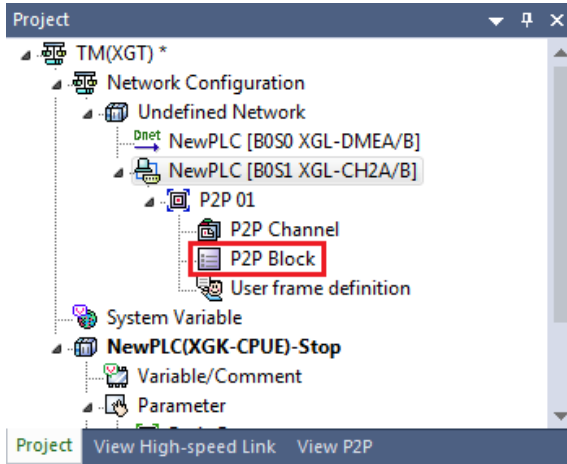 Project
TM(XGT) *
Network Configuration
Undefined Network
Dnet NewPLC [B0S0 XGL-DMEA/B]
NewPLC [B0S1 XGL-CH2A/B]
P2P 01
P2P Channel
P2P Block
User frame definition
System Variable
NewPLC(XGK-CPUE)-Stop
Variable/Comment
Parameter
Project View High-speed Link View P2P